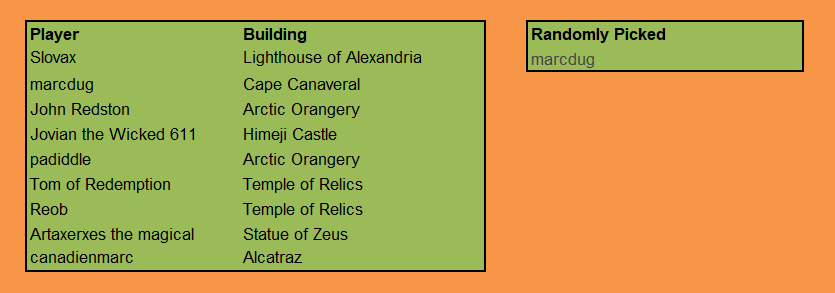 Player Building
Slovax Lighthouse of Alexandria
marcdug Cape Canaveral
John Redston Arctic Orangery
Jovian the Wicked 611 Himeji Castle
padiddle Arctic Orangery
Tom of Redemption Temple of Relics
Reob Temple of Relics
Artaxerxes the magical Statue of Zeus
canadienmarc Alcatraz
Randomly Picked
marcdug